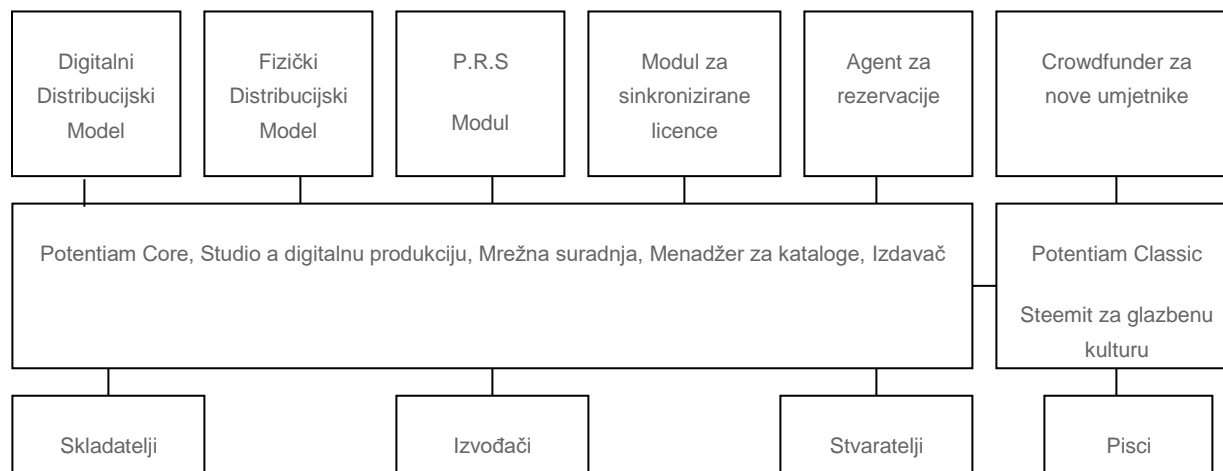 Digitalni
Distribucijski
Model
Fizički
Distribucijski
Model
P.R.S
Modul
Modul za
sinkronizirane
licence
Agent za
rezervacije
Crowdfunder za
nove umjetnike
Potentiam Core, Studio a digitalnu produkciju, Mrežna suradnja, Menadžer za kataloge, Izdavač
Potentiam Classic
Steemit za glazbenu
kulturu
Skladatelji
Izvođači
Stvaratelji
Pisci